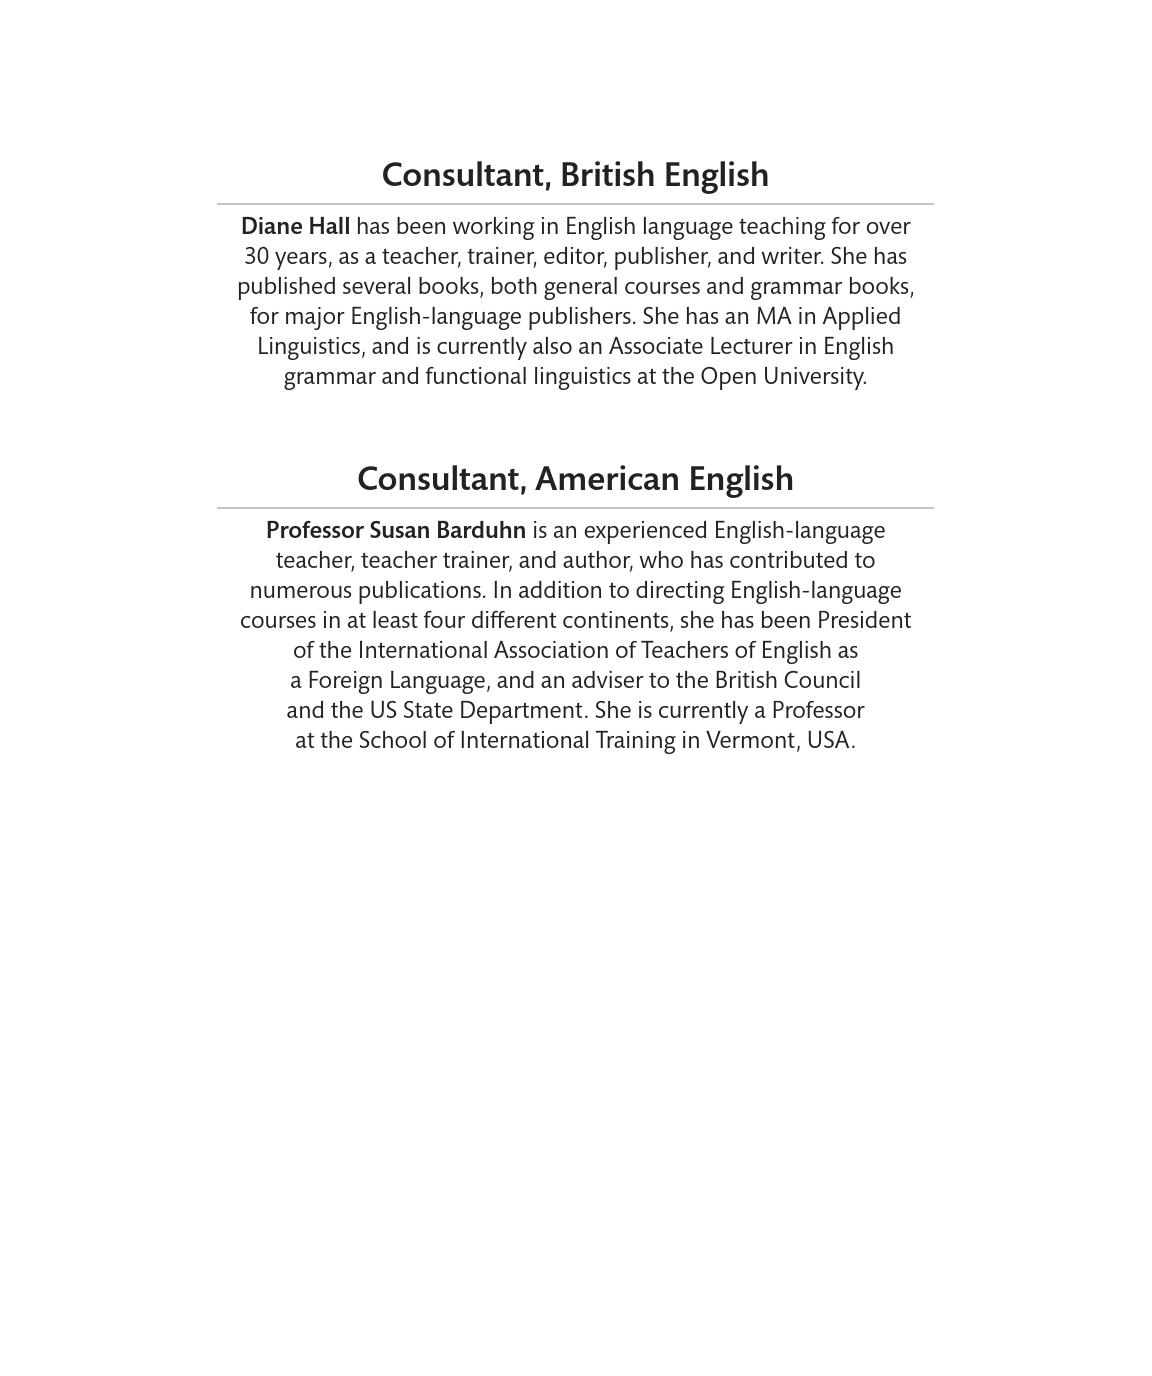 Consultant, British English
Diane Hall has been working in English language teaching for over
30 years, as a teacher, trainer, editor, publisher, and writer. She has
published several books, both general courses and grammar books,
for major English-language publishers. She has an MA in Applied
Linguistics, and is currently also an Associate Lecturer in English
grammar and functional linguistics at the Open University.
Consultant, American English
Professor Susan Barduhn is an experienced English-language
teacher, teacher trainer, and author, who has contributed to
numerous publications. In addition to directing English-language
courses in at least four different continents, she has been President
of the International Association of Teachers of English as
a Foreign Language, and an adviser to the British Council
and the US State Department. She is currently a Professor
at the School of International Training in Vermont, USA.